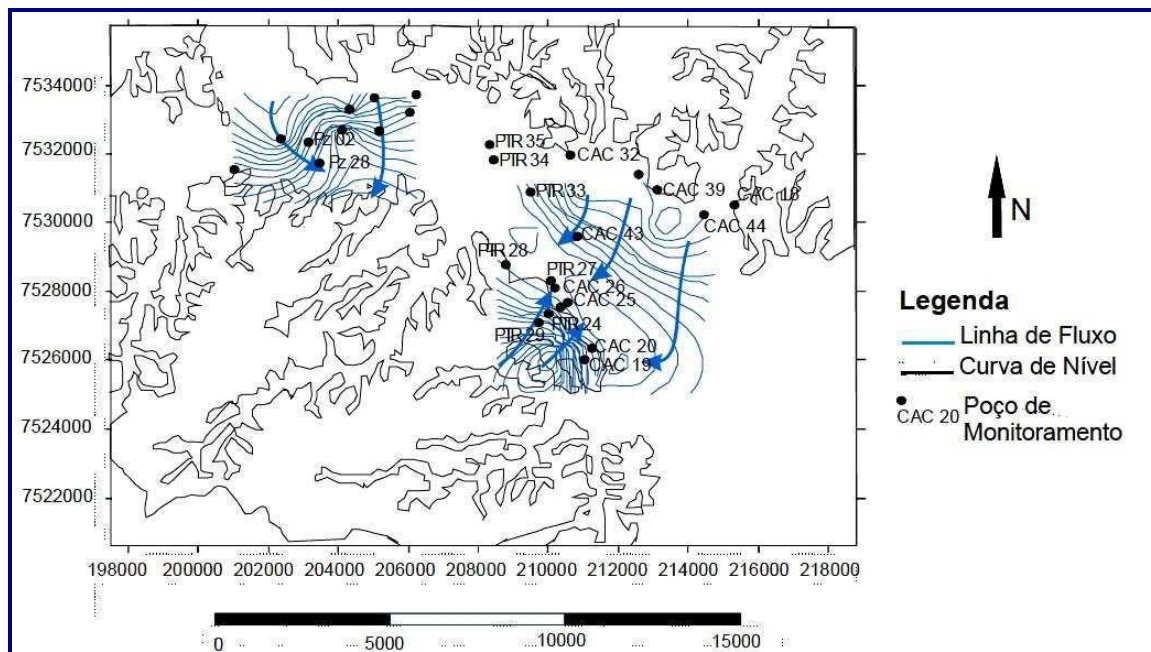 7534000
7532000
7530000
7528000
7526000
7524000
7522000
Pz 02
Pz 28
PTR 35
PTR 34
CAC 32
PTR 33
CAC 39
CAC 18
CAC 44
CAC 43
PTR 28
PTR 27
CAC 26
CAC 25
PTR 24
PTR 29
CAC 20
CAC 19
198000 200000 202000 204000 206000 208000 210000 212000 214000 216000 218000
0 5000 10000 15000
N
Legenda
Linha de Fluxo
Curva de Nível
CAC 20 Poço de
Monitoramento